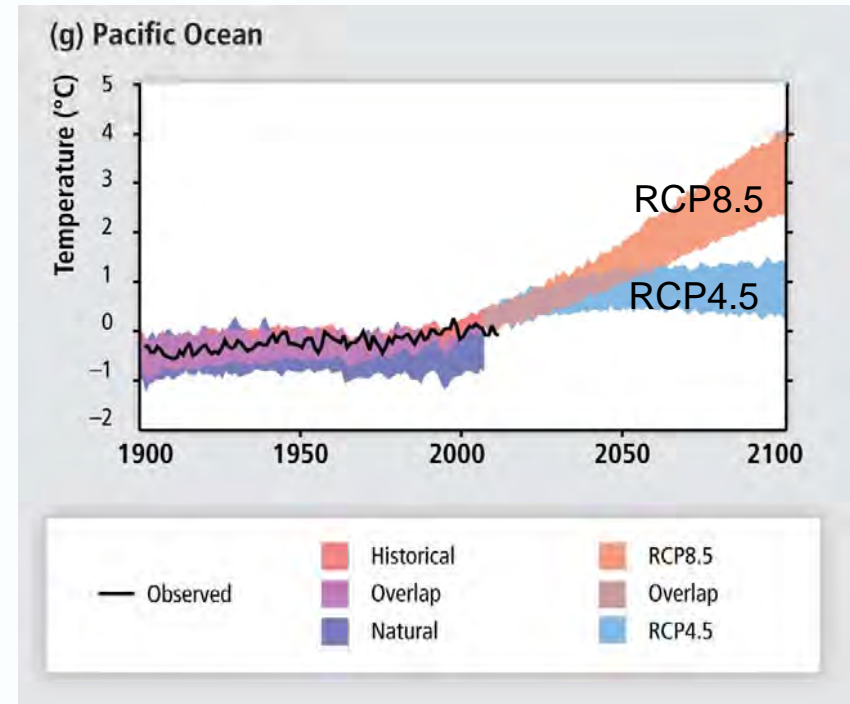 (g) Pacific Ocean
Temperature (°C)
5
4
3
2
1
0
−1
−2
RCP8.5
RCP4.5
1900 1950 2000 2050 2100
Historical RCP8.5
Observed Overlap Overlap
Natural RCP4.5